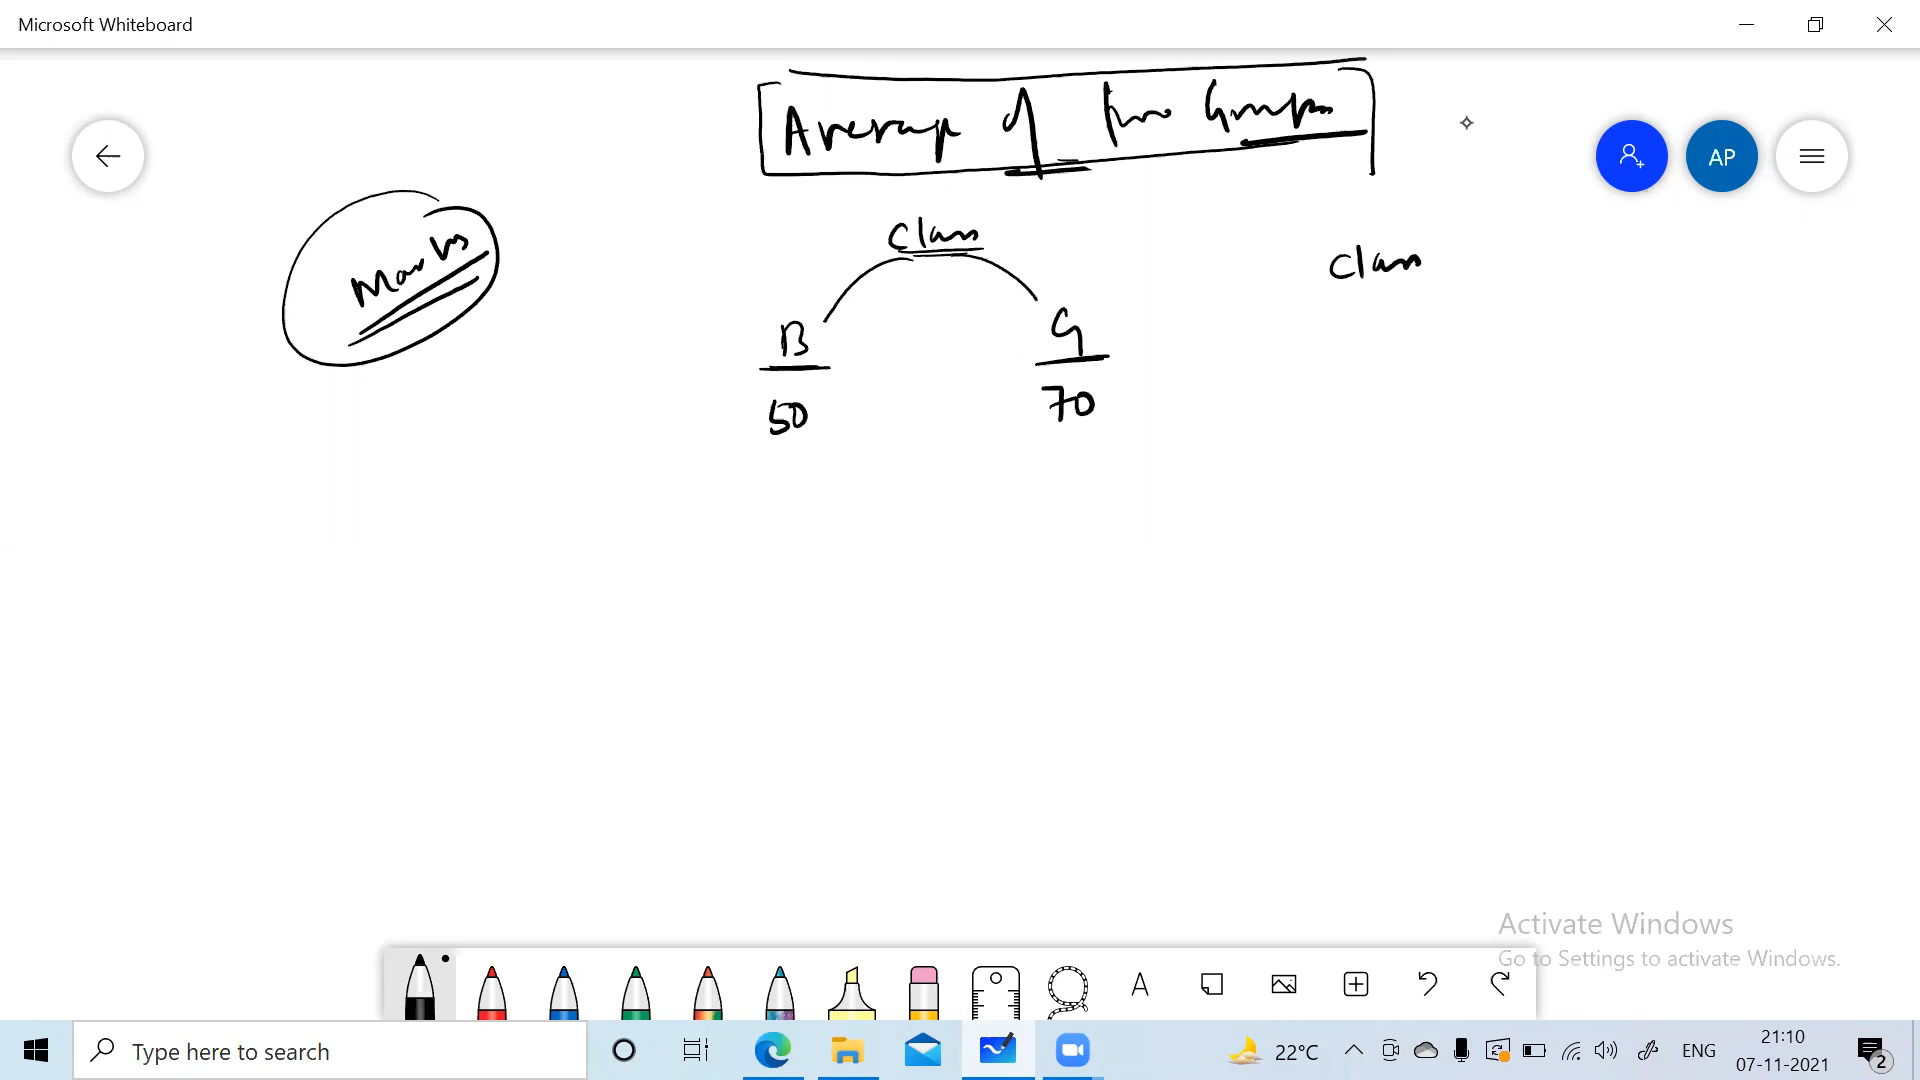 Microsoft Whiteboard
Average of two Groups
AP
Marks
Class
Class
B
G
50
70
Activate Windows
Go to Settings to activate Windows.
A
Type here to search
22°C
ENG
21:10
07-11-2021
2